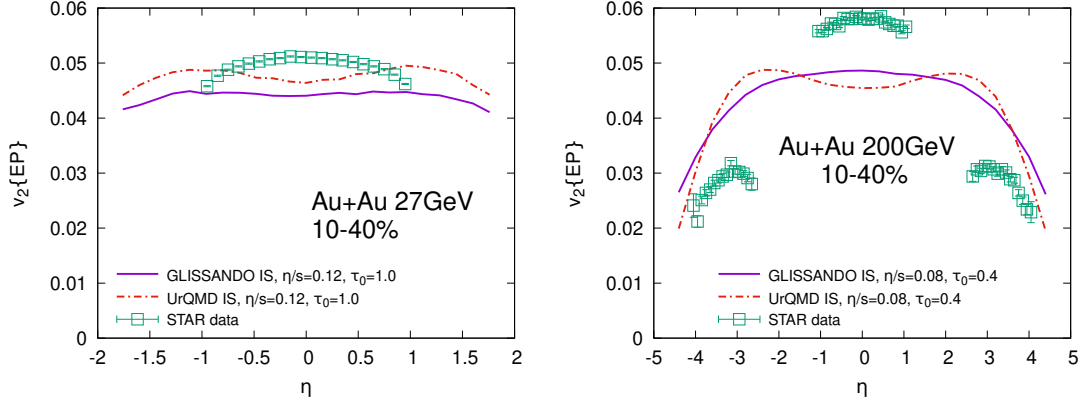 0.06
0.05
0.04
0.03
0.02
0.01
0
v₂{EP}
Au+Au 27GeV
10-40%
GLISSANDO IS, η/s=0.12, τ₀=1.0
UrQMD IS, η/s=0.12, τ₀=1.0
STAR data
-2 -1.5 -1 -0.5 0 0.5 1 1.5 2
η
0.06
0.05
0.04
0.03
0.02
0.01
0
v₂{EP}
Au+Au 200GeV
10-40%
GLISSANDO IS, η/s=0.08, τ₀=0.4
UrQMD IS, η/s=0.08, τ₀=0.4
STAR data
-5 -4 -3 -2 -1 0 1 2 3 4 5
η